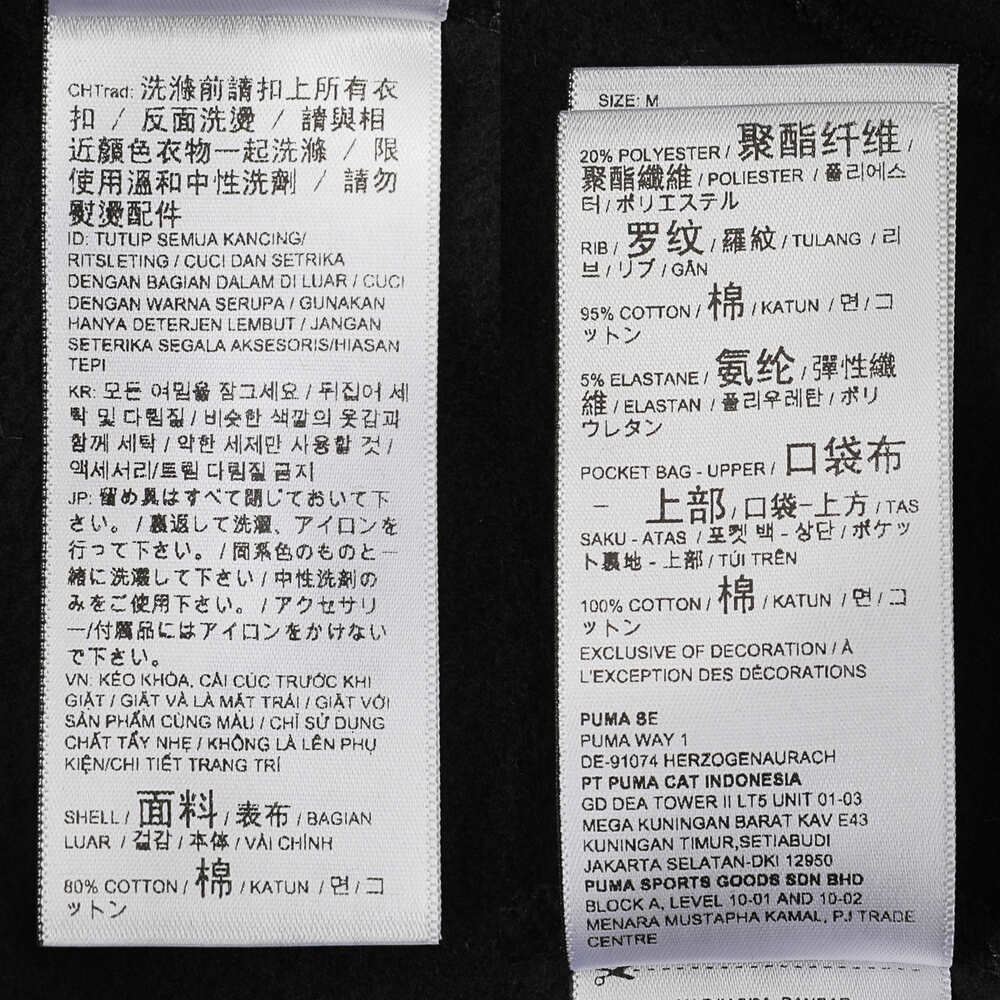 CHTrad: 洗滌前請扣上所有衣
扣 / 反面洗燙 / 請與相
近顏色衣物一起洗滌 / 限
使用溫和中性洗劑 / 請勿
熨燙配件
ID: TUTUP SEMUA KANCING/
RITSLETING / CUCI DAN SETRIKA
DENGAN BAGIAN DALAM DI LUAR / CUCI
DENGAN WARNA SERUPA / GUNAKAN
HANYA DETERJEN LEMBUT / JANGAN
SETERIKA SEGALA AKSESORIS/HIASAN
TEPI
KR: 모든 여밈을 잠그세요 / 뒤집어 세
탁 및 다림질 / 비슷한 색깔의 옷감과
함께 세탁 / 약한 세제만 사용할 것 /
액세서리/트림 다림질 금지
JP: 留め具はすべて閉じておいて下
さい。 / 裏返して洗濯、アイロンを
行って下さい。 / 同系色のものと一
緒に洗濯して下さい / 中性洗剤の
みをご使用下さい。 / アクセサリ
ー/付属品にはアイロンをかけない
で下さい。
VN: KÉO KHÓA, CÀI CÚC TRƯỚC KHI
GIẶT / GIẶT VÀ LÀ MẶT TRÁI / GIẶT VỚI
SẢN PHẨM CÙNG MÀU / CHỈ SỬ DỤNG
CHẤT TẨY NHẸ / KHÔNG LÀ LÊN PHỤ
KIỆN/CHI TIẾT TRANG TRÍ
SHELL / 面料 / 表布 / BAGIAN
LUAR / 겉감 / 本体 / VẢI CHÍNH
80% COTTON / 棉 / KATUN / 면 / コ
ットン
SIZE: M
20% POLYESTER / 聚酯纤维 /
聚酯纖維 / POLIESTER / 폴리에스
터 / ポリエステル
RIB / 罗纹 / 羅紋 / TULANG / 리
브 / リブ / GÂN
95% COTTON / 棉 / KATUN / 면 / コ
ットン
5% ELASTANE / 氨纶 / 彈性纖
維 / ELASTAN / 폴리우레탄 / ポリ
ウレタン
POCKET BAG - UPPER / 口袋布
– 上部 / 口袋–上方 / TAS
SAKU - ATAS / 포켓 백 - 상단 / ポケッ
ト裏地 - 上部 / TÚI TRÊN
100% COTTON / 棉 / KATUN / 면 / コ
ットン
EXCLUSIVE OF DECORATION / À
L'EXCEPTION DES DÉCORATIONS
PUMA SE
PUMA WAY 1
DE-91074 HERZOGENAURACH
PT PUMA CAT INDONESIA
GD DEA TOWER II LT5 UNIT 01-03
MEGA KUNINGAN BARAT KAV E43
KUNINGAN TIMUR,SETIABUDI
JAKARTA SELATAN-DKI 12950
PUMA SPORTS GOODS SDN BHD
BLOCK A, LEVEL 10-01 AND 10-02
MENARA MUSTAPHA KAMAL, PJ TRADE
CENTRE